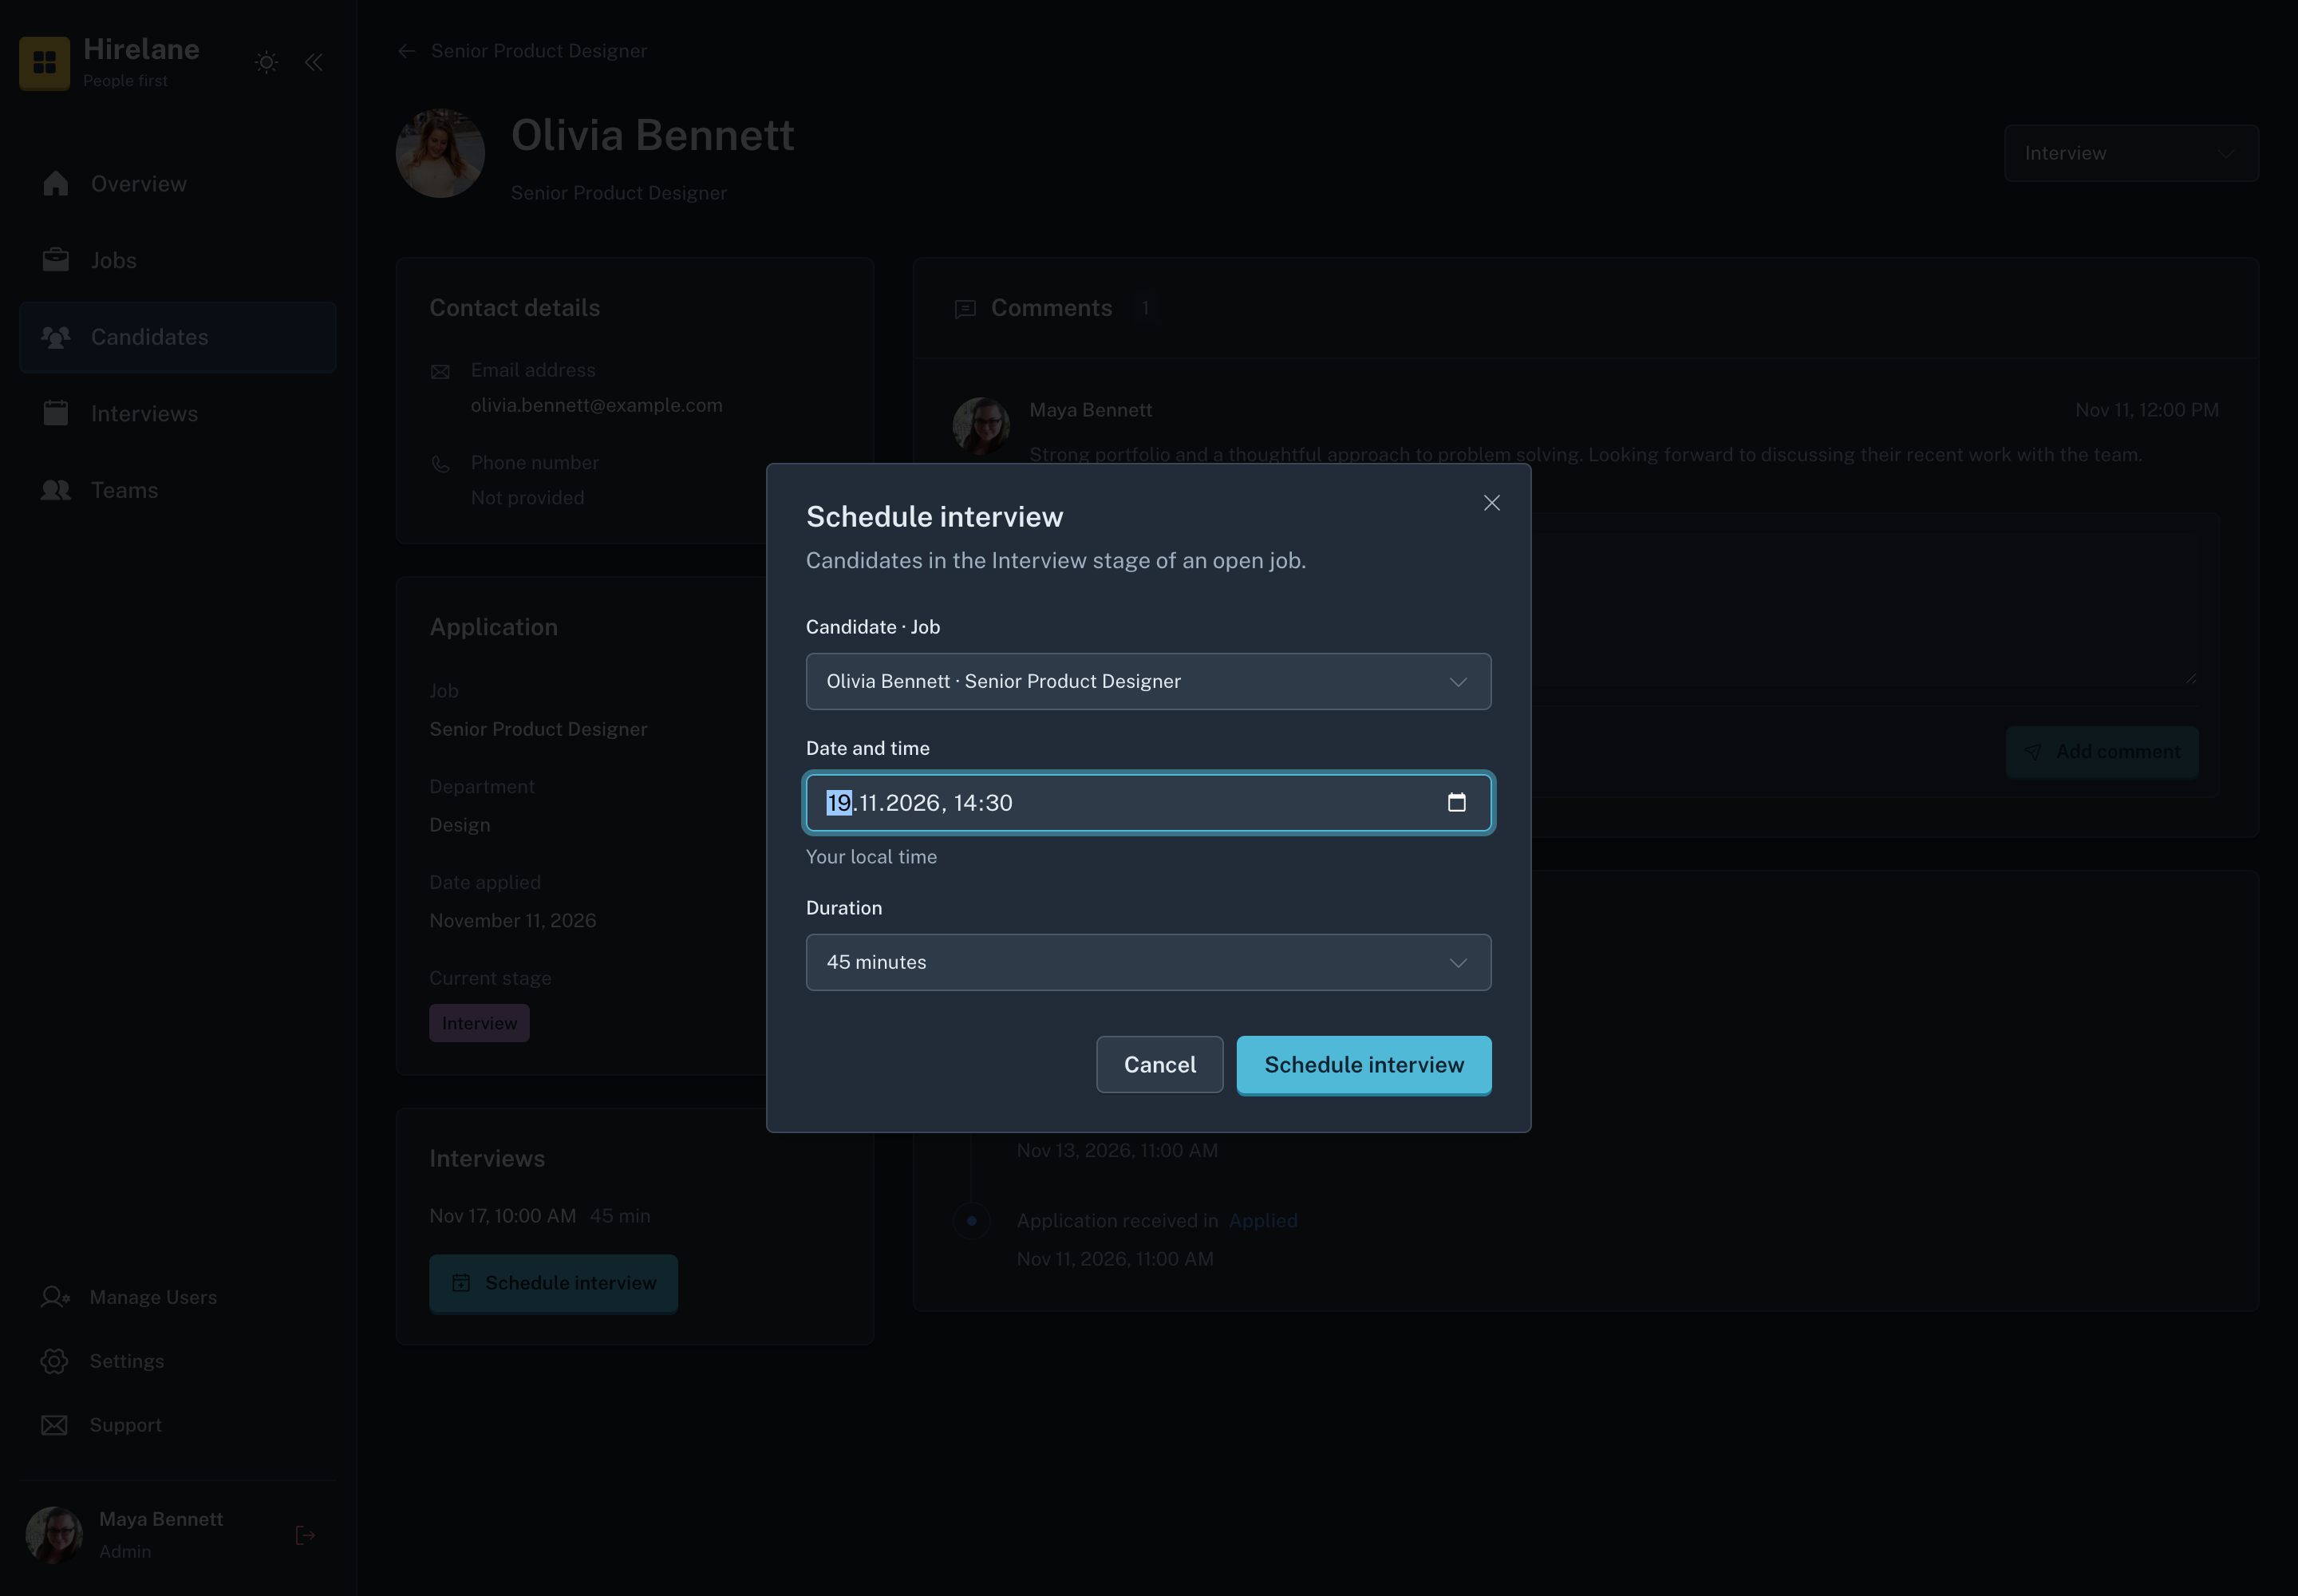 Hirelane
People first
Overview
Jobs
Candidates
Interviews
Teams
Manage Users
Settings
Support
Maya Bennett
Admin
Senior Product Designer
Olivia Bennett
Senior Product Designer
Interview
Contact details
Email address
olivia.bennett@example.com
Phone number
Not provided
Application
Job
Senior Product Designer
Department
Design
Date applied
November 11, 2026
Current stage
Interview
Interviews
Nov 17, 10:00 AM 45 min
Schedule interview
Comments 1
Maya Bennett
Nov 11, 12:00 PM
Strong portfolio and a thoughtful approach to problem solving. Looking forward to discussing their recent work with the team.
Add comment
Nov 13, 2026, 11:00 AM
Application received in Applied
Nov 11, 2026, 11:00 AM
Schedule interview
Candidates in the Interview stage of an open job.
Candidate · Job
Olivia Bennett · Senior Product Designer
Date and time
19.11.2026, 14:30
Your local time
Duration
45 minutes
Cancel
Schedule interview